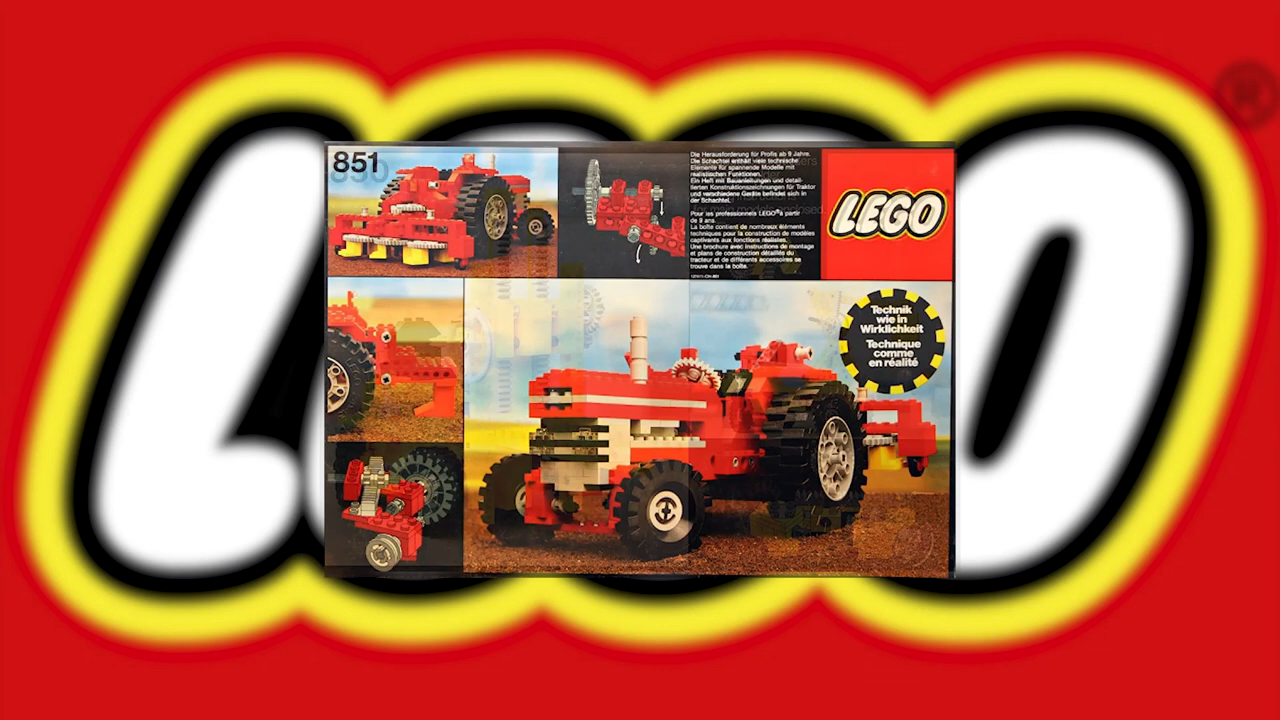 LEGO
®
851
Die Herausforderung für Profis ab 9 Jahre.
Die Schachtel enthält viele technische
Elemente für spannende Modelle mit
realistischen Funktionen.
Ein Heft mit Bauanleitungen und detail-
lierten Konstruktionszeichnungen für Traktor
und verschiedene Geräte befindet sich in
der Schachtel.
Pour les professionnels LEGO® à partir
de 9 ans.
La boîte contient de nombreux éléments
techniques pour la construction de modèles
captivants aux fonctions réalistes.
Une brochure avec instructions de montage
et plans de construction détaillés du
tracteur et de différents accessoires se
trouve dans la boîte.
LEGO®
Technik
wie in
Wirklichkeit
Technique
comme
en réalité